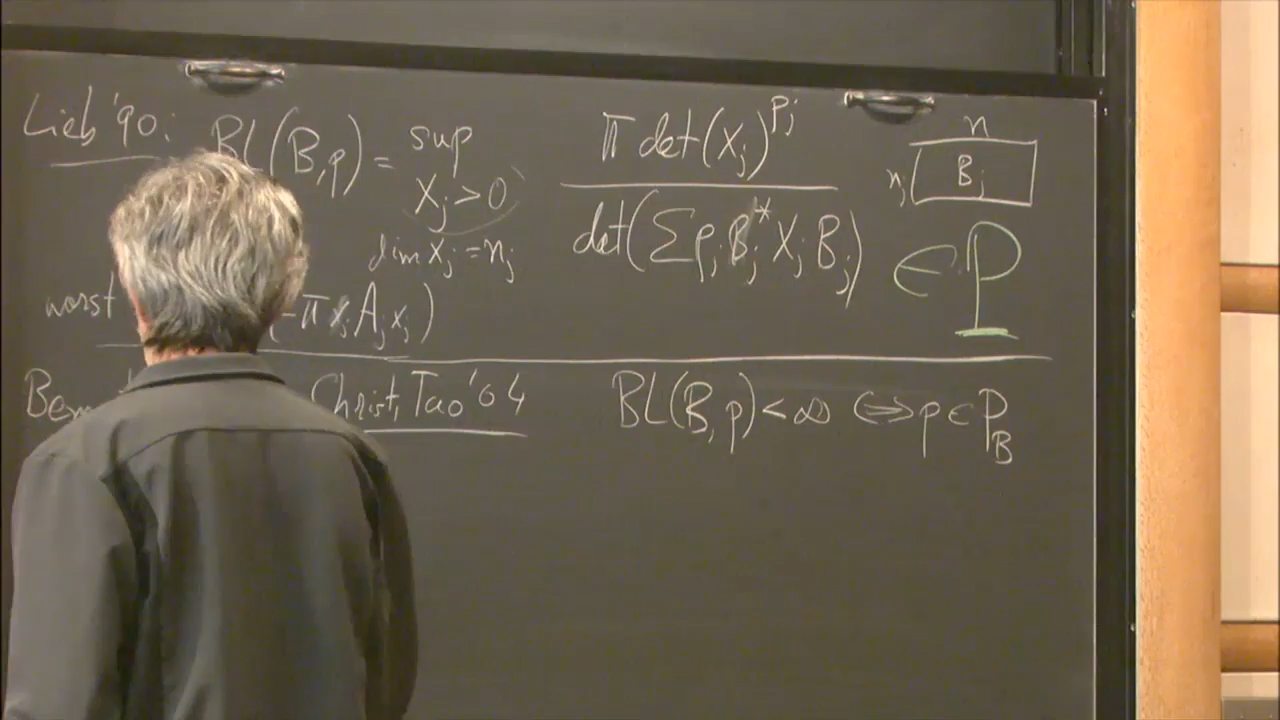 Lieb '90: BL(B,p) = sup Π det(X_j)^{p_j}
X_j > 0
dim X_j = n_j
det(Σ p_j B_j^* X_j B_j)
n
n_j B_j
∈ P
worst (-π x_j A_j x_j)
Christ, Tao '04 BL(B,p) < ∞ ⟺ p ∈ P_B